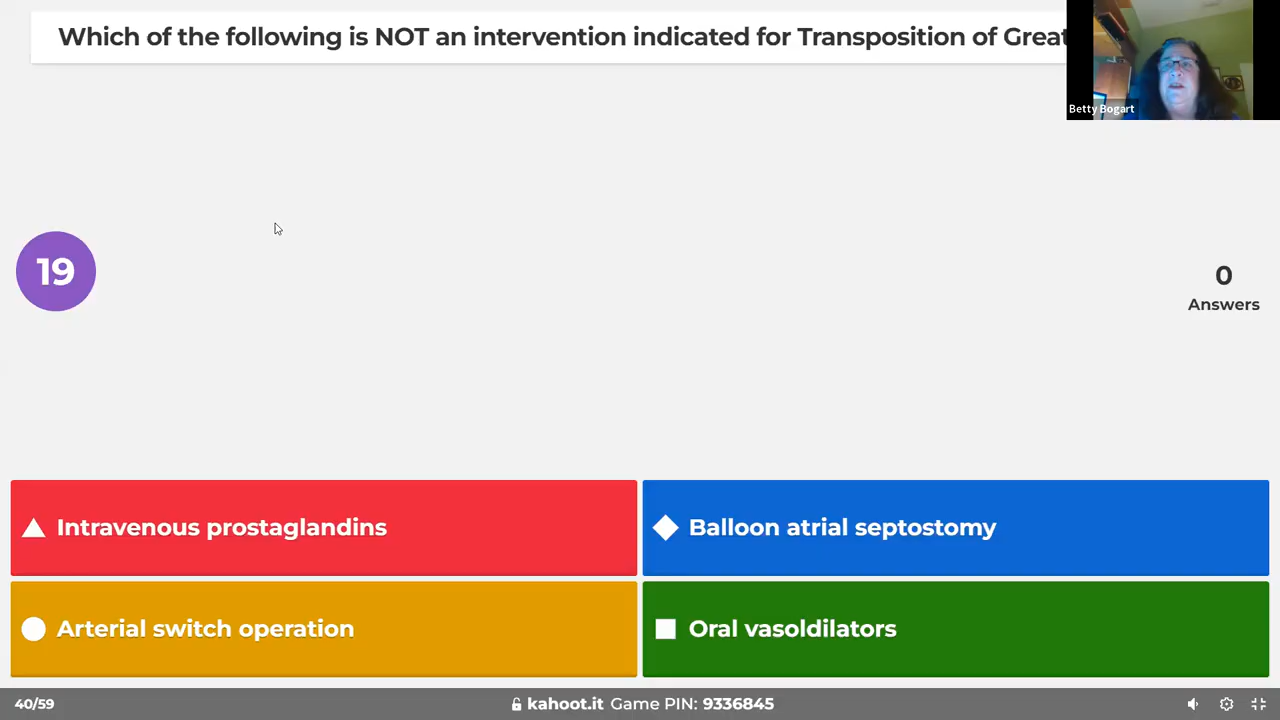 Which of the following is NOT an intervention indicated for Transposition of Great
Betty Bogart
19
0
Answers
Intravenous prostaglandins
Balloon atrial septostomy
Arterial switch operation
Oral vasoldilators
40/59
kahoot.it Game PIN: 9336845